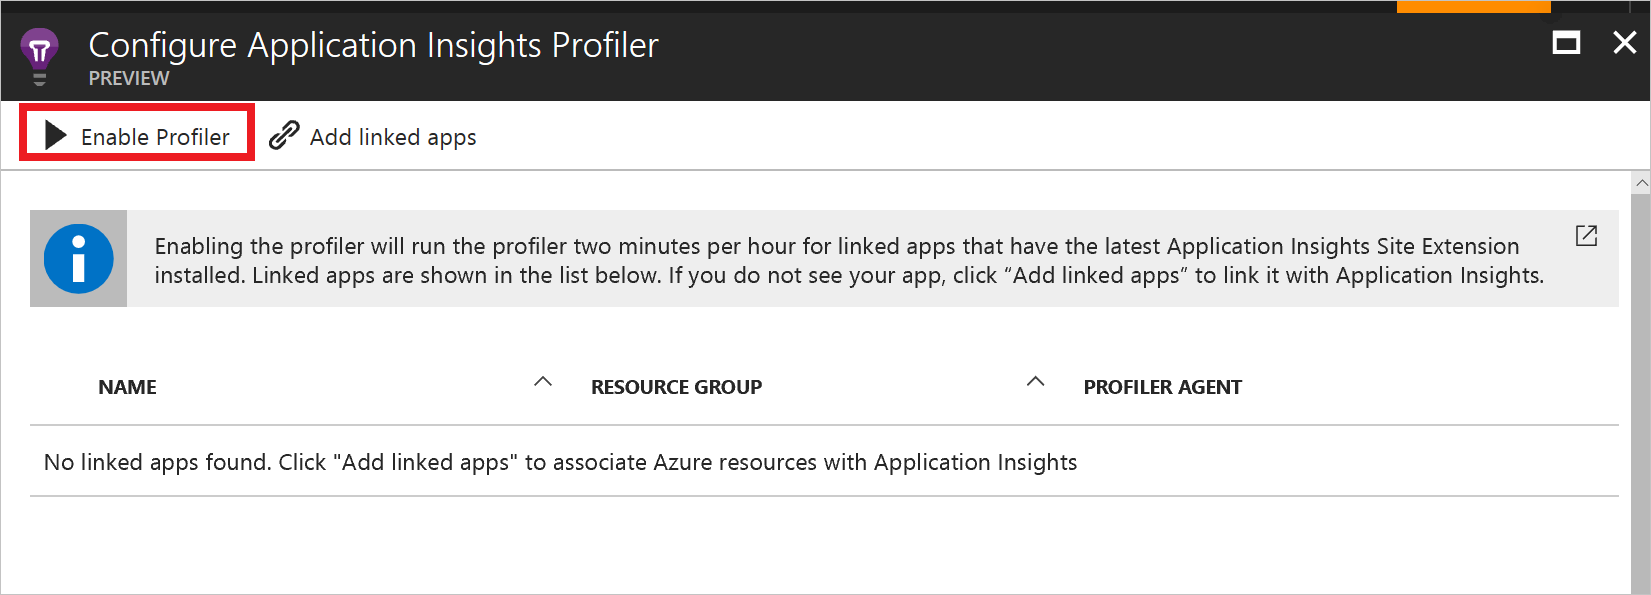 Configure Application Insights Profiler
PREVIEW
Enable Profiler
Add linked apps
Enabling the profiler will run the profiler two minutes per hour for linked apps that have the latest Application Insights Site Extension
installed. Linked apps are shown in the list below. If you do not see your app, click “Add linked apps” to link it with Application Insights.
NAME RESOURCE GROUP PROFILER AGENT
No linked apps found. Click "Add linked apps" to associate Azure resources with Application Insights